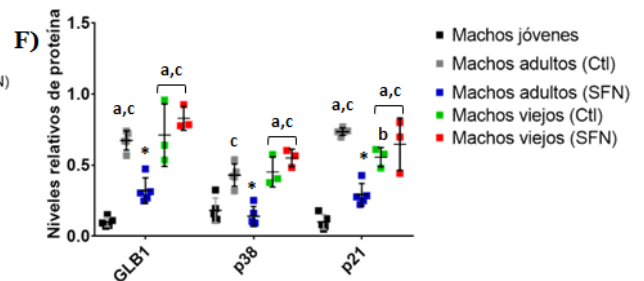 F)
N)
Niveles relativos de proteina
1.5
1.0
0.5
0.0
a,c
*
a,c
c
*
a,c
a,c
*
a,c
b
GLB1
p38
p21
Machos jóvenes
Machos adultos (Ctl)
Machos adultos (SFN)
Machos viejos (Ctl)
Machos viejos (SFN)